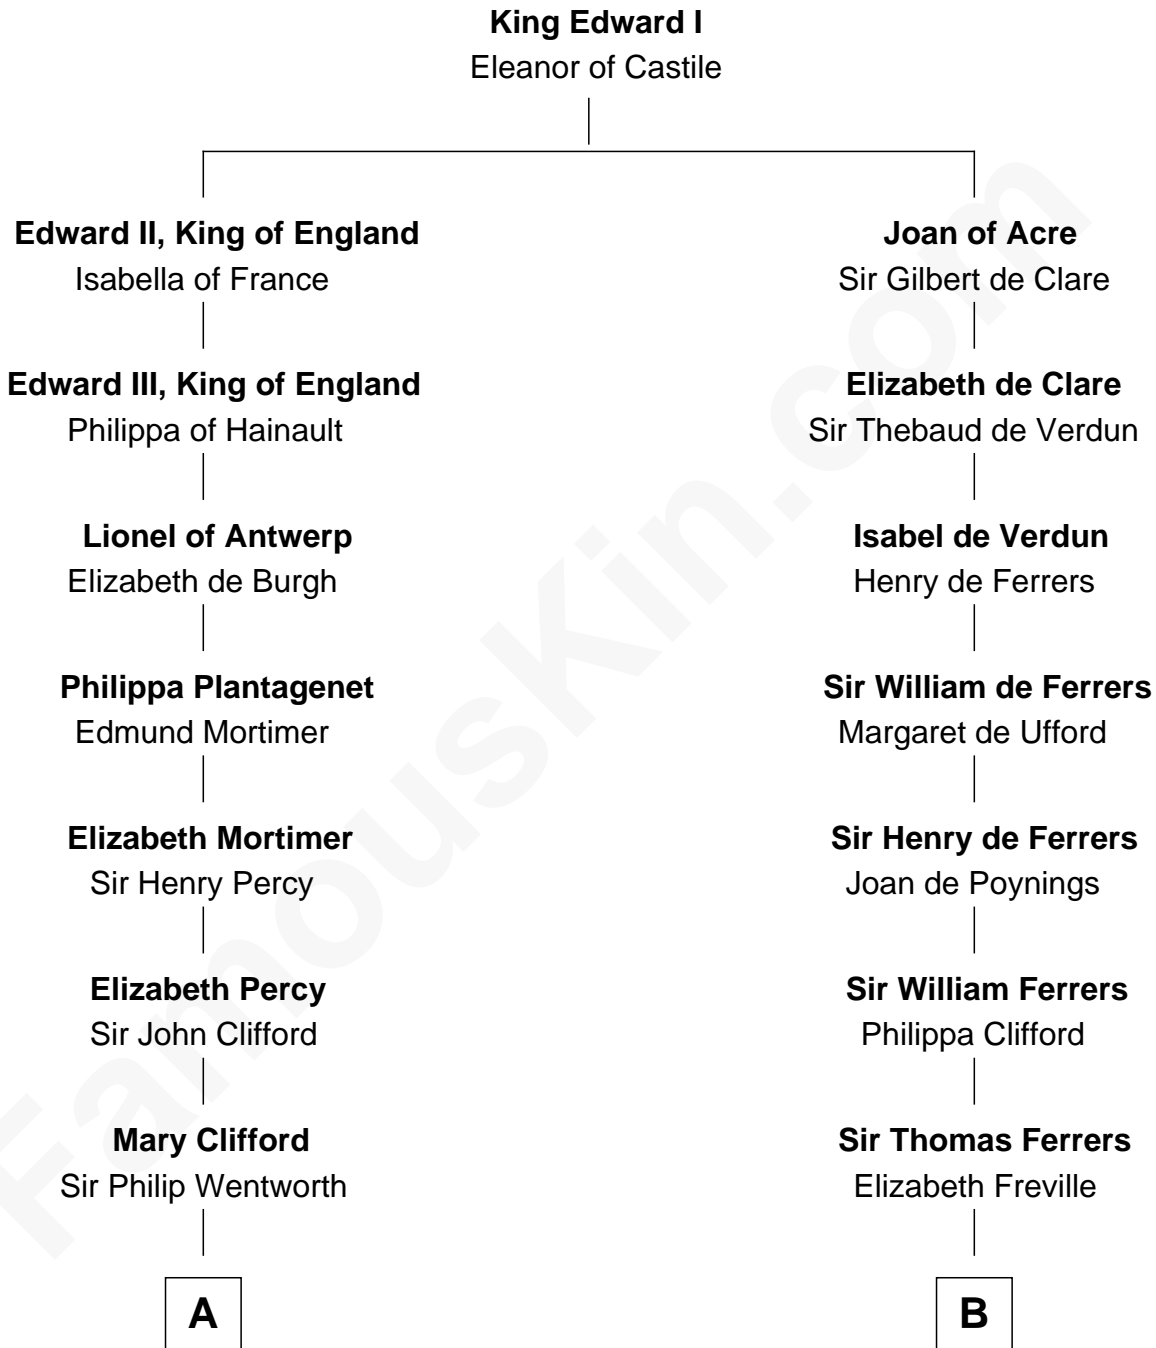 King Edward I
Eleanor of Castile
Edward II, King of England
Isabella of France
Joan of Acre
Sir Gilbert de Clare
Edward III, King of England
Philippa of Hainault
Elizabeth de Clare
Sir Thebaud de Verdun
Lionel of Antwerp
Elizabeth de Burgh
Isabel de Verdun
Henry de Ferrers
Philippa Plantagenet
Edmund Mortimer
Sir William de Ferrers
Margaret de Ufford
Elizabeth Mortimer
Sir Henry Percy
Sir Henry de Ferrers
Joan de Poynings
Elizabeth Percy
Sir John Clifford
Sir William Ferrers
Philippa Clifford
Mary Clifford
Sir Philip Wentworth
Sir Thomas Ferrers
Elizabeth Freville
A
B
FamousKin.com